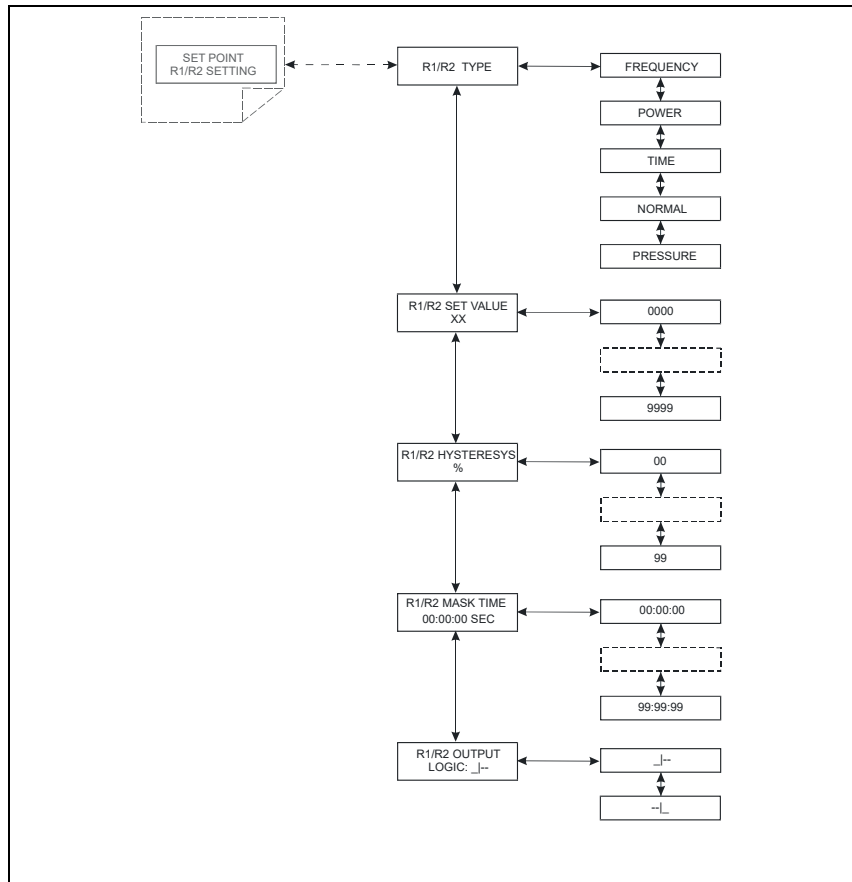 SET POINT
R1/R2 SETTING
R1/R2 TYPE
FREQUENCY
POWER
TIME
NORMAL
PRESSURE
R1/R2 SET VALUE
XX
0000
9999
R1/R2 HYSTERESYS
%
00
99
R1/R2 MASK TIME
00:00:00 SEC
00:00:00
99:99:99
R1/R2 OUTPUT
LOGIC: _|--
_|--
--|_